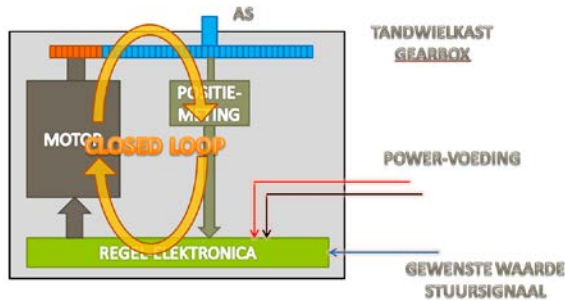 AS
TANDWIELKAST
GEARBOX
POSITIE-
METING
MOTOR
CLOSED LOOP
POWER-VOEDING
REGEL-ELEKTRONICA
GEWENSTE WAARDE
STUURSIGNAAL